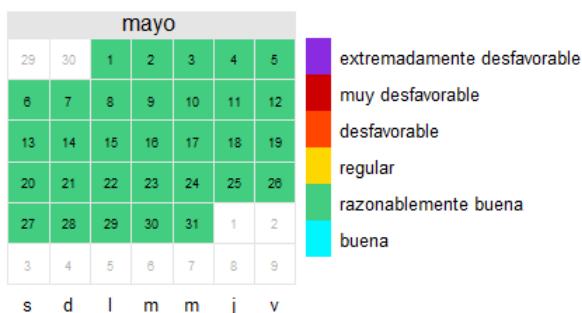 mayo
29 30 1 2 3 4 5
6 7 8 9 10 11 12
13 14 15 16 17 18 19
20 21 22 23 24 25 26
27 28 29 30 31 1 2
3 4 5 6 7 8 9
s d l m m j v
extremadamente desfavorable
muy desfavorable
desfavorable
regular
razonablemente buena
buena